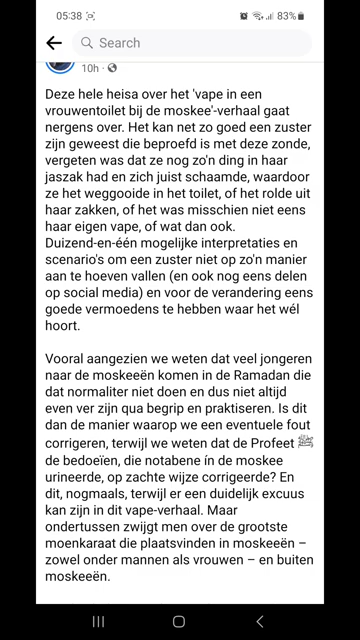 05:38
83%
Search
10h ·
Deze hele heisa over het 'vape in een
vrouwentoilet bij de moskee'-verhaal gaat
nergens over. Het kan net zo goed een zuster
zijn geweest die beproefd is met deze zonde,
vergeten was dat ze nog zo'n ding in haar
jaszak had en zich juist schaamde, waardoor
ze het weggooide in het toilet, of het rolde uit
haar zakken, of het was misschien niet eens
haar eigen vape, of wat dan ook.
Duizend-en-één mogelijke interpretaties en
scenario's om een zuster niet op zo'n manier
aan te hoeven vallen (en ook nog eens delen
op social media) en voor de verandering eens
goede vermoedens te hebben waar het wél
hoort.
Vooral aangezien we weten dat veel jongeren
naar de moskeeën komen in de Ramadan die
dat normaliter niet doen en dus niet altijd
even ver zijn qua begrip en praktiseren. Is dit
dan de manier waarop we een eventuele fout
corrigeren, terwijl we weten dat de Profeet ﷺ
de bedoeïen, die notabene ín de moskee
urineerde, op zachte wijze corrigeerde? En
dit, nogmaals, terwijl er een duidelijk excuus
kan zijn in dit vape-verhaal. Maar
ondertussen zwijgt men over de grootste
moenkaraat die plaatsvinden in moskeeën –
zowel onder mannen als vrouwen – en buiten
moskeeën.